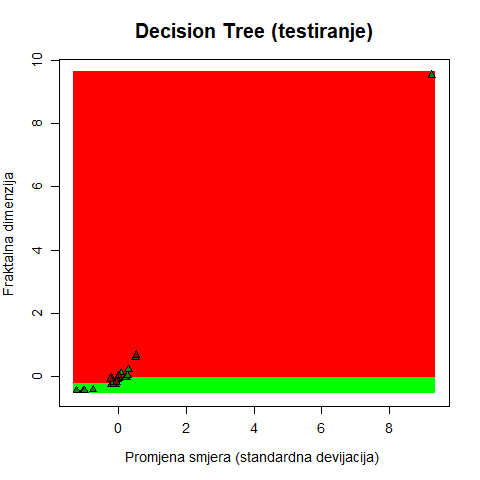 Decision Tree (testiranje)
10
8
6
4
2
0
Fraktalna dimenzija
0 2 4 6 8
Promjena smjera (standardna devijacija)